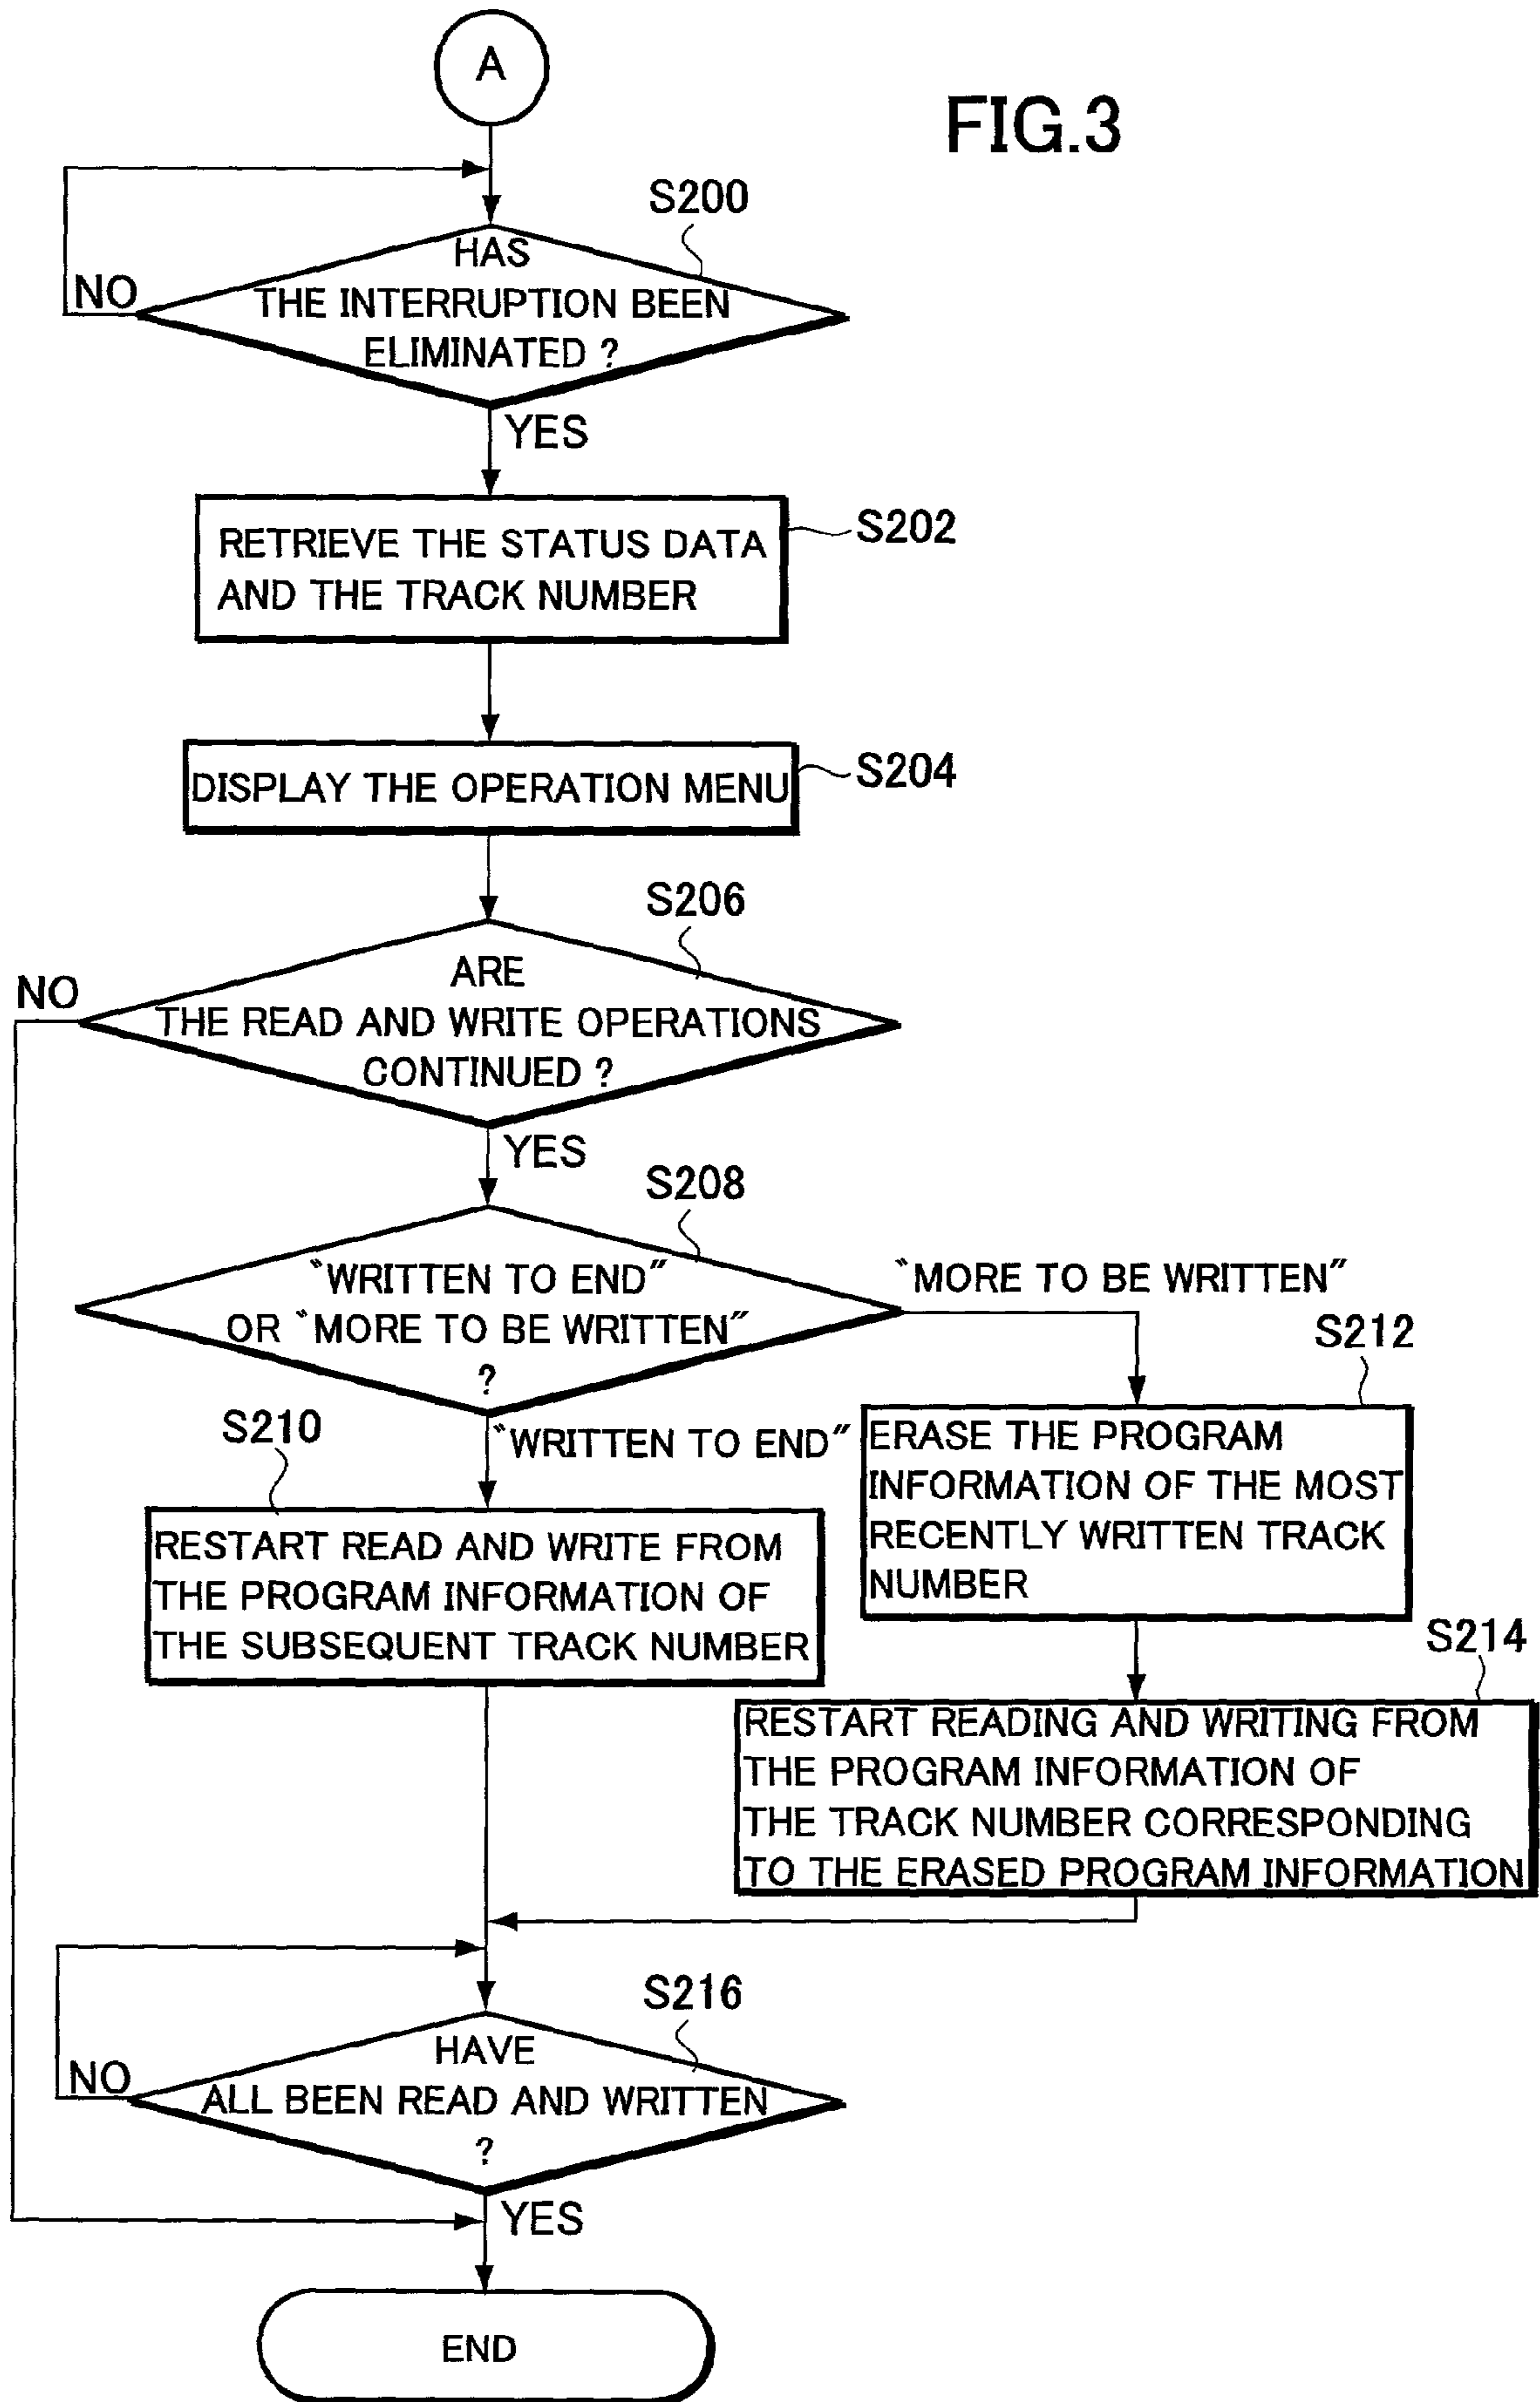 A
FIG.3
S200
HAS
THE INTERRUPTION BEEN
ELIMINATED ?
NO
YES
S202
RETRIEVE THE STATUS DATA
AND THE TRACK NUMBER
S204
DISPLAY THE OPERATION MENU
S206
ARE
THE READ AND WRITE OPERATIONS
CONTINUED ?
NO
YES
S208
〝WRITTEN TO END″
OR 〝MORE TO BE WRITTEN″
?
〝MORE TO BE WRITTEN″
〝WRITTEN TO END″
S210
RESTART READ AND WRITE FROM
THE PROGRAM INFORMATION OF
THE SUBSEQUENT TRACK NUMBER
S212
ERASE THE PROGRAM
INFORMATION OF THE MOST
RECENTLY WRITTEN TRACK
NUMBER
S214
RESTART READING AND WRITING FROM
THE PROGRAM INFORMATION OF
THE TRACK NUMBER CORRESPONDING
TO THE ERASED PROGRAM INFORMATION
S216
HAVE
ALL BEEN READ AND WRITTEN
?
NO
YES
END